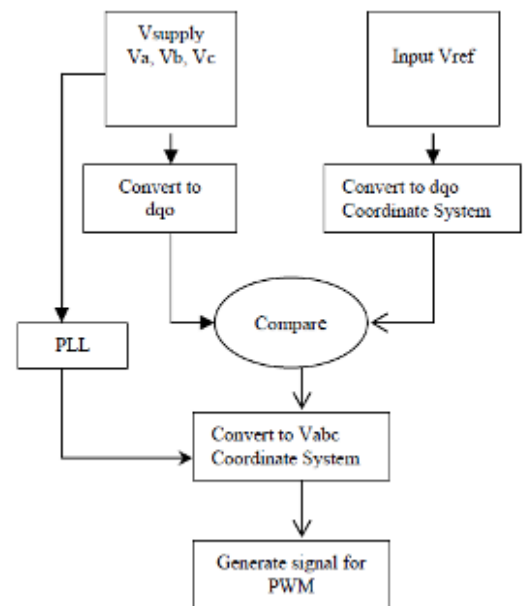 Vsupply
Va, Vb, Vc
Input Vref
Convert to
dqo
Convert to dqo
Coordinate System
Compare
PLL
Convert to Vabc
Coordinate System
Generate signal for
PWM